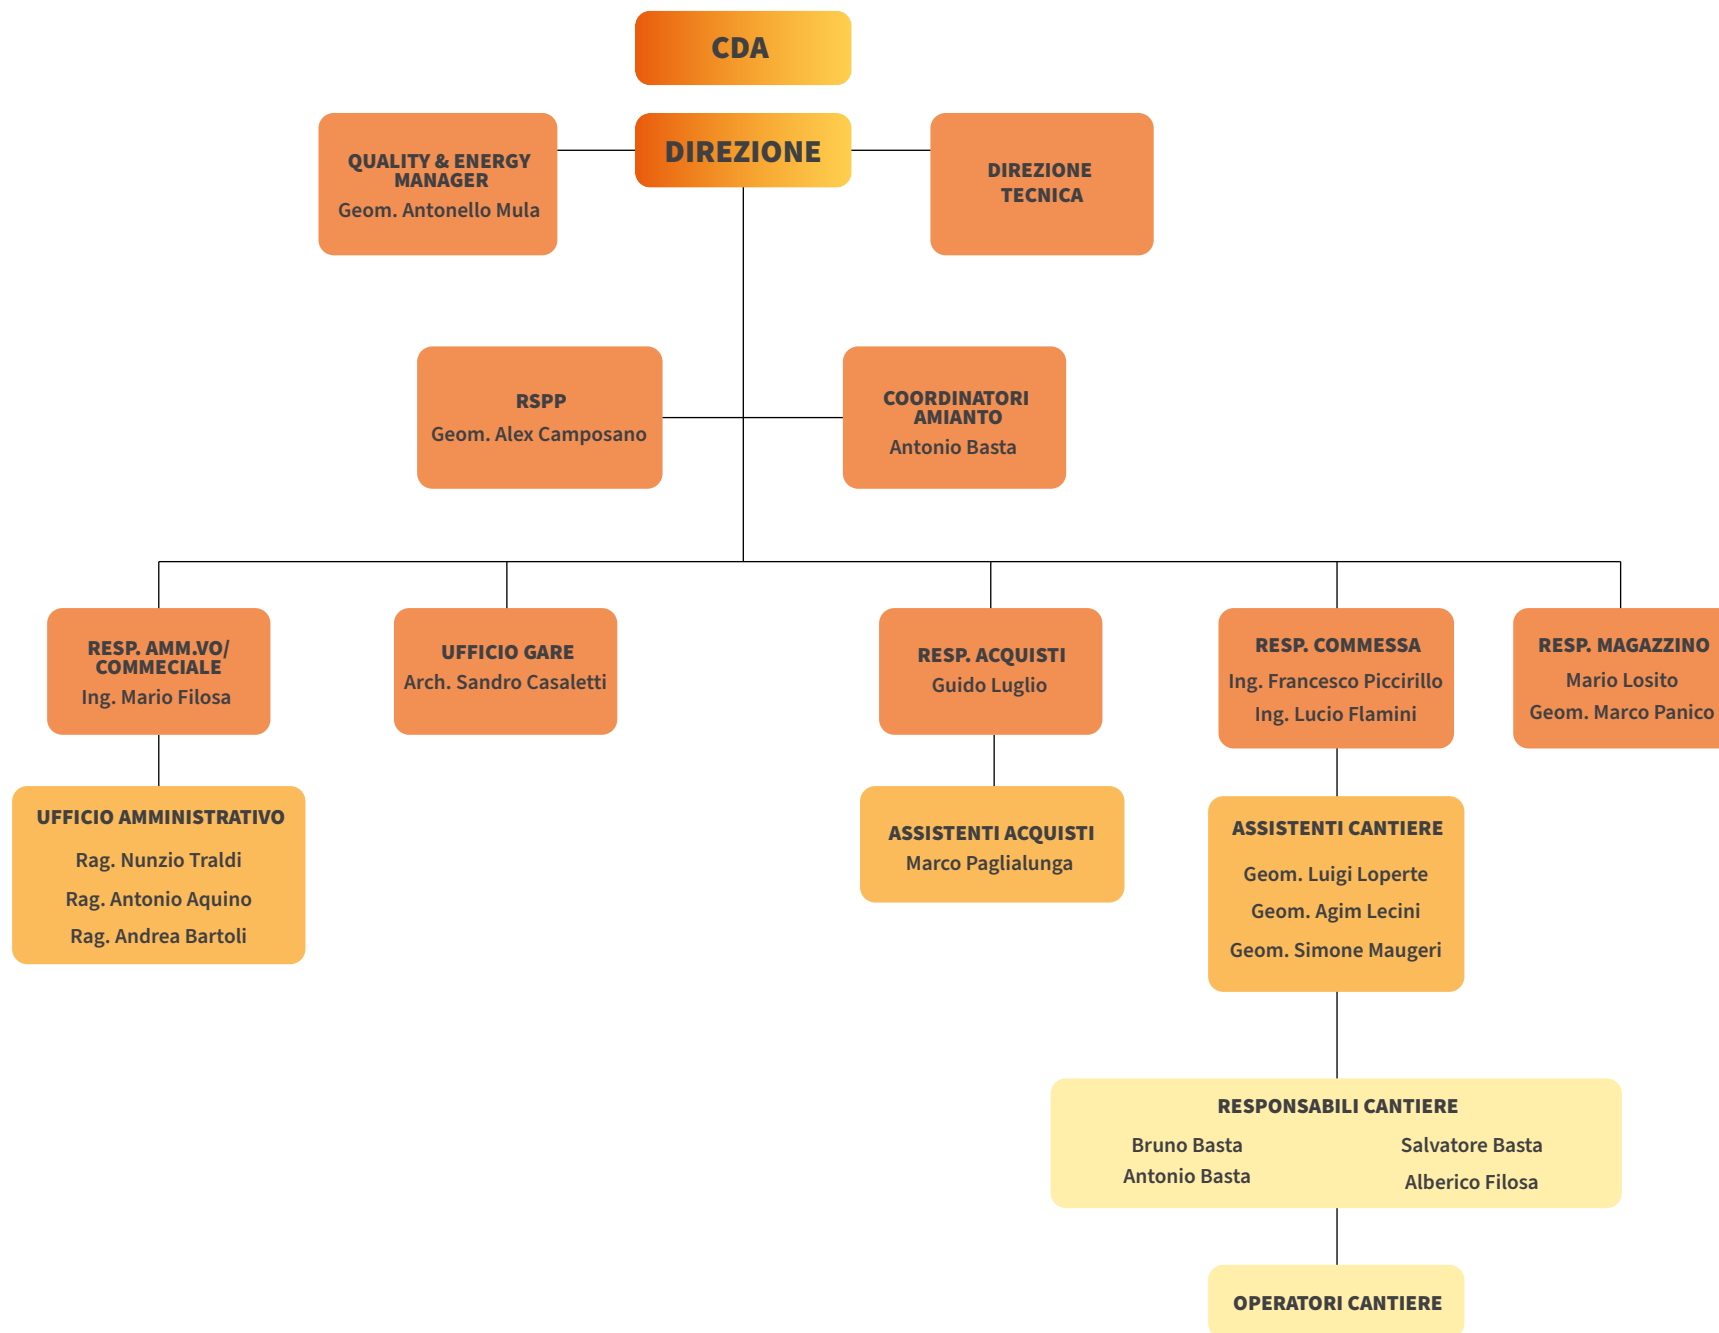 CDA
QUALITY & ENERGY
MANAGER
Geom. Antonello Mula
DIREZIONE
DIREZIONE
TECNICA
RSPP
Geom. Alex Camposano
COORDINATORI
AMIANTO
Antonio Basta
RESP. AMM.VO/
COMMECIALE
Ing. Mario Filosa
UFFICIO GARE
Arch. Sandro Casaletti
RESP. ACQUISTI
Guido Luglio
RESP. COMMESSA
Ing. Francesco Piccirillo
Ing. Lucio Flamini
RESP. MAGAZZINO
Mario Losito
Geom. Marco Panico
UFFICIO AMMINISTRATIVO
Rag. Nunzio Traldi
Rag. Antonio Aquino
Rag. Andrea Bartoli
ASSISTENTI ACQUISTI
Marco Paglialunga
ASSISTENTI CANTIERE
Geom. Luigi Loperte
Geom. Agim Lecini
Geom. Simone Maugeri
RESPONSABILI CANTIERE
Bruno Basta
Antonio Basta
Salvatore Basta
Alberico Filosa
OPERATORI CANTIERE